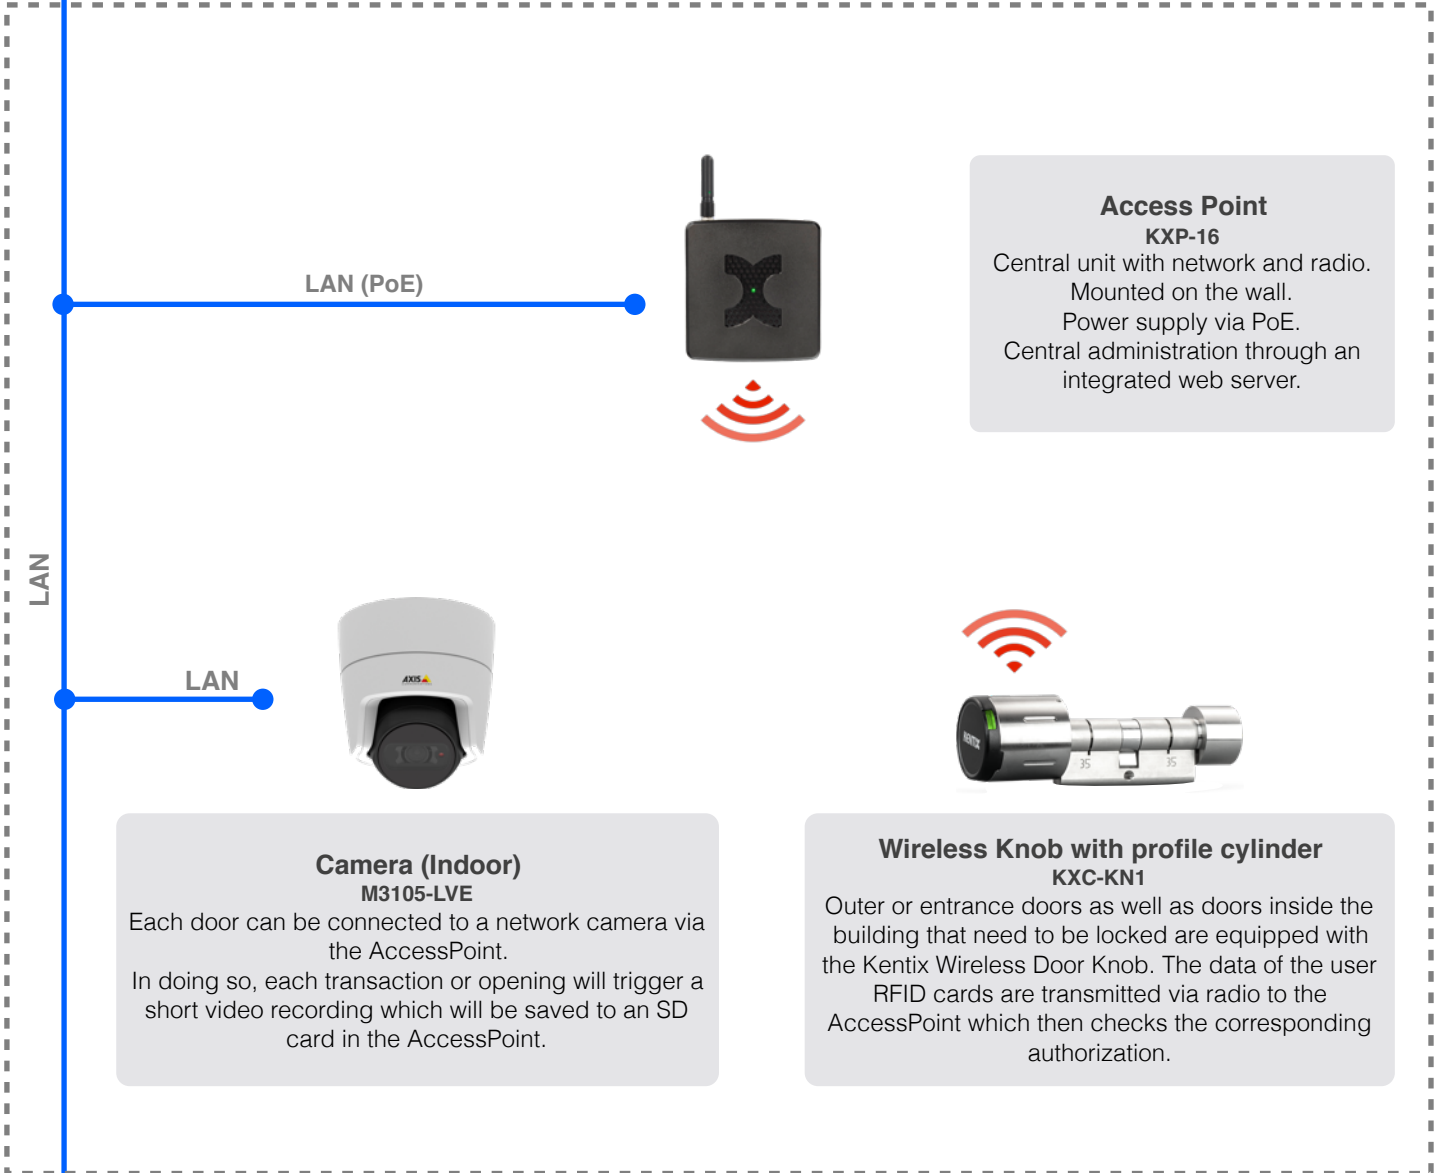 Access Point
KXP-16
Central unit with network and radio.
Mounted on the wall.
Power supply via PoE.
Central administration through an
integrated web server.
LAN (PoE)
LAN
LAN
AXIS
KENTIX
35
35
Camera (Indoor)
M3105-LVE
Each door can be connected to a network camera via
the AccessPoint.
In doing so, each transaction or opening will trigger a
short video recording which will be saved to an SD
card in the AccessPoint.
Wireless Knob with profile cylinder
KXC-KN1
Outer or entrance doors as well as doors inside the
building that need to be locked are equipped with
the Kentix Wireless Door Knob. The data of the user
RFID cards are transmitted via radio to the
AccessPoint which then checks the corresponding
authorization.